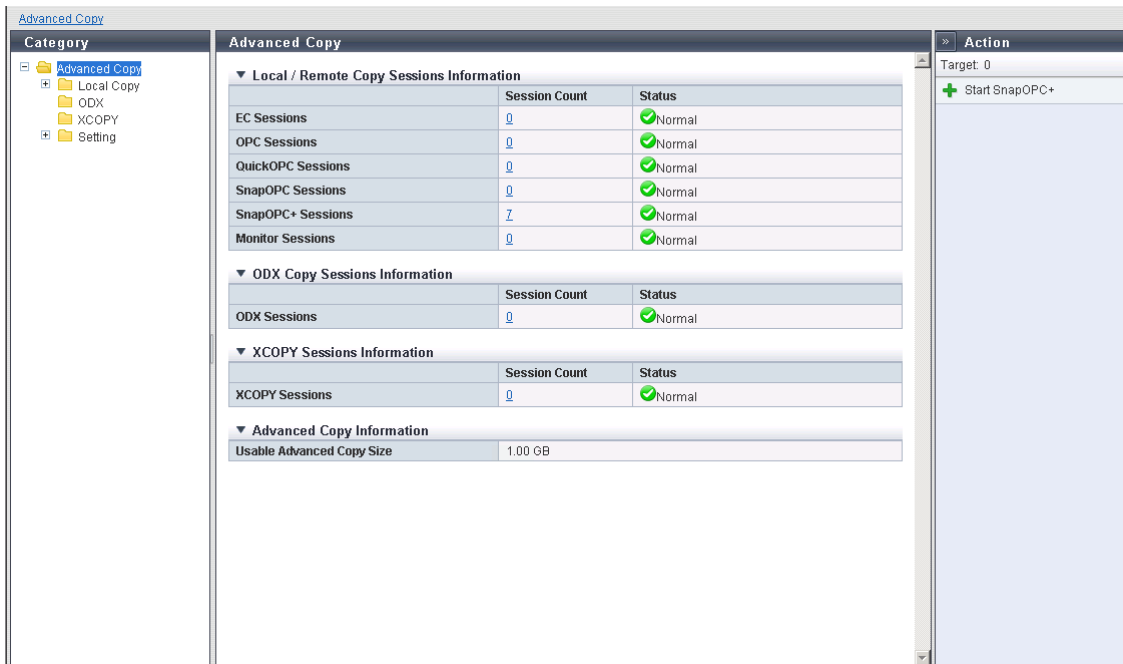 Advanced Copy
Category
Advanced Copy
Local Copy
ODX
XCOPY
Setting
Advanced Copy
Local / Remote Copy Sessions Information
Session Count Status
EC Sessions 0 Normal
OPC Sessions 0 Normal
QuickOPC Sessions 0 Normal
SnapOPC Sessions 0 Normal
SnapOPC+ Sessions 7 Normal
Monitor Sessions 0 Normal
ODX Copy Sessions Information
Session Count Status
ODX Sessions 0 Normal
XCOPY Sessions Information
Session Count Status
XCOPY Sessions 0 Normal
Advanced Copy Information
Usable Advanced Copy Size 1.00 GB
» Action
Target: 0
Start SnapOPC+